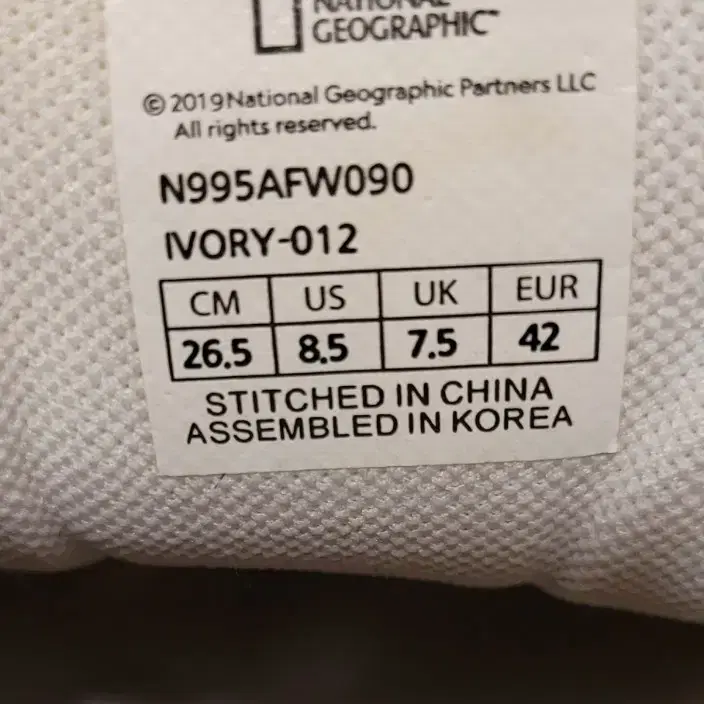 NATIONAL
GEOGRAPHIC™
© 2019 National Geographic Partners LLC
All rights reserved.
N995AFW090
IVORY-012
CM US UK EUR
26.5 8.5 7.5 42
STITCHED IN CHINA
ASSEMBLED IN KOREA